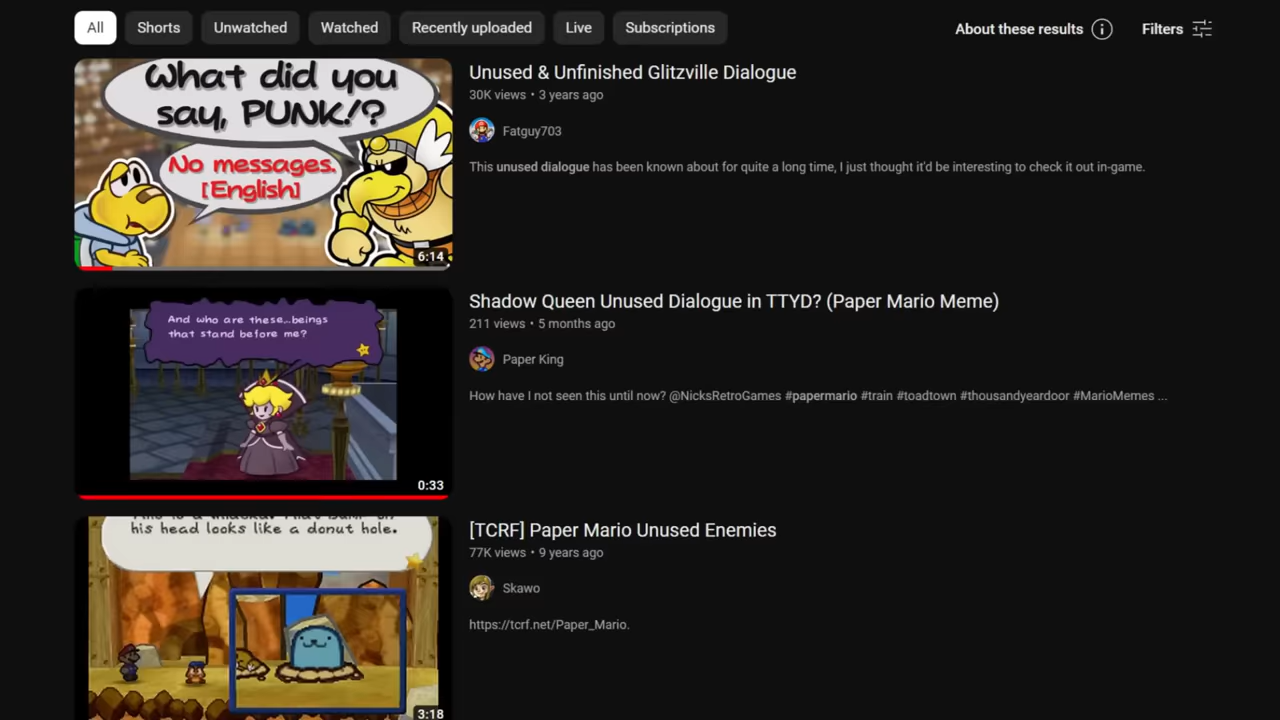 All
Shorts
Unwatched
Watched
Recently uploaded
Live
Subscriptions
About these results
Filters
What did you
say, PUNK!?
No messages.
[English]
6:14
Unused & Unfinished Glitzville Dialogue
30K views • 3 years ago
Fatguy703
This unused dialogue has been known about for quite a long time, I just thought it'd be interesting to check it out in-game.
And who are these...beings
that stand before me?
0:33
Shadow Queen Unused Dialogue in TTYD? (Paper Mario Meme)
211 views • 5 months ago
Paper King
How have I not seen this until now? @NicksRetroGames #papermario #train #toadtown #thousandyeardoor #MarioMemes ...
his head looks like a donut hole.
3:18
[TCRF] Paper Mario Unused Enemies
77K views • 9 years ago
Skawo
https://tcrf.net/Paper_Mario.